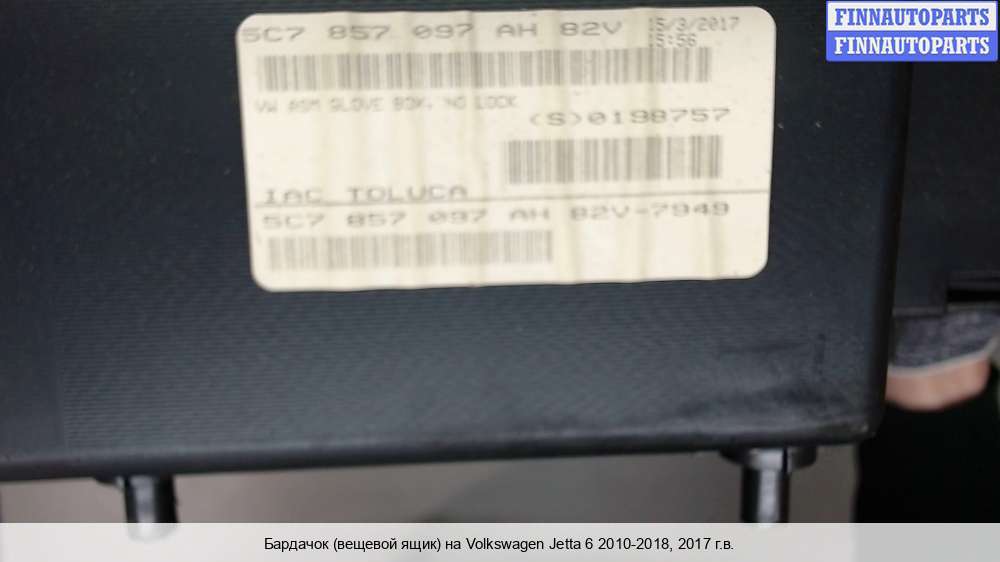 FINNAUTOPARTS
FINNAUTOPARTS
5C7 857 097 AH 82V 15/3/2017
15:56
VW ASM GLOVE BOX, NO LOCK
(S)0198757
IAC TOLUCA
5C7 857 097 AH 82V-7949
Бардачок (вещевой ящик) на Volkswagen Jetta 6 2010-2018, 2017 г.в.